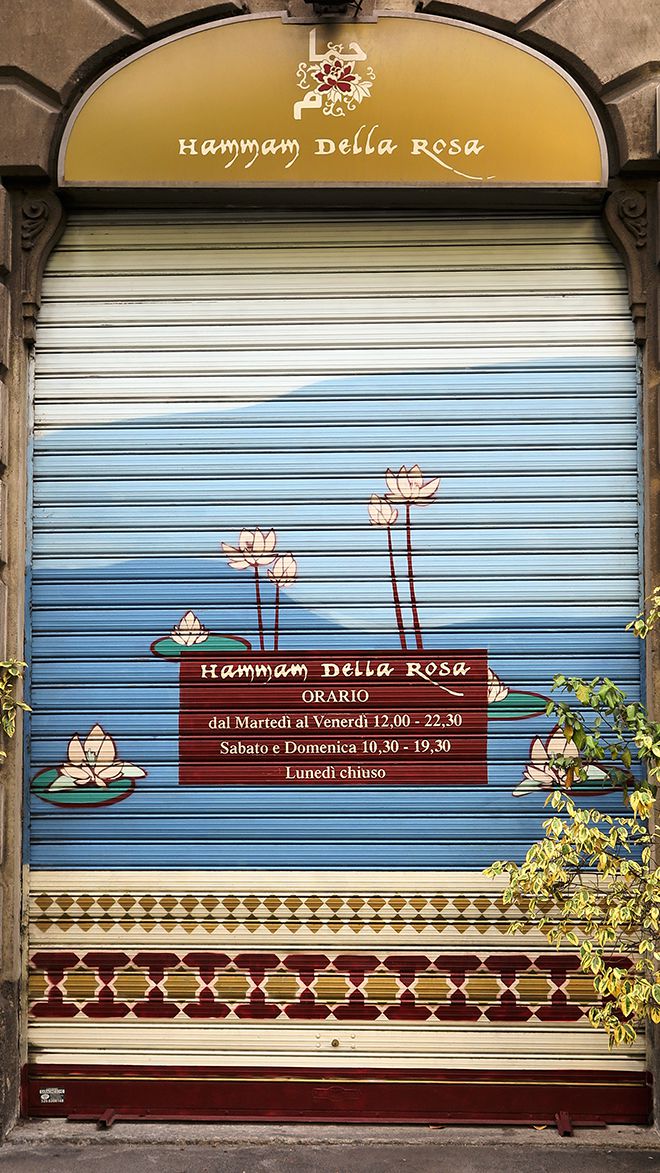 حمام
Hammam Della Rosa
Hammam Della Rosa
ORARIO
dal Martedì al Venerdì 12,00 - 22,30
Sabato e Domenica 10,30 - 19,30
Lunedì chiuso